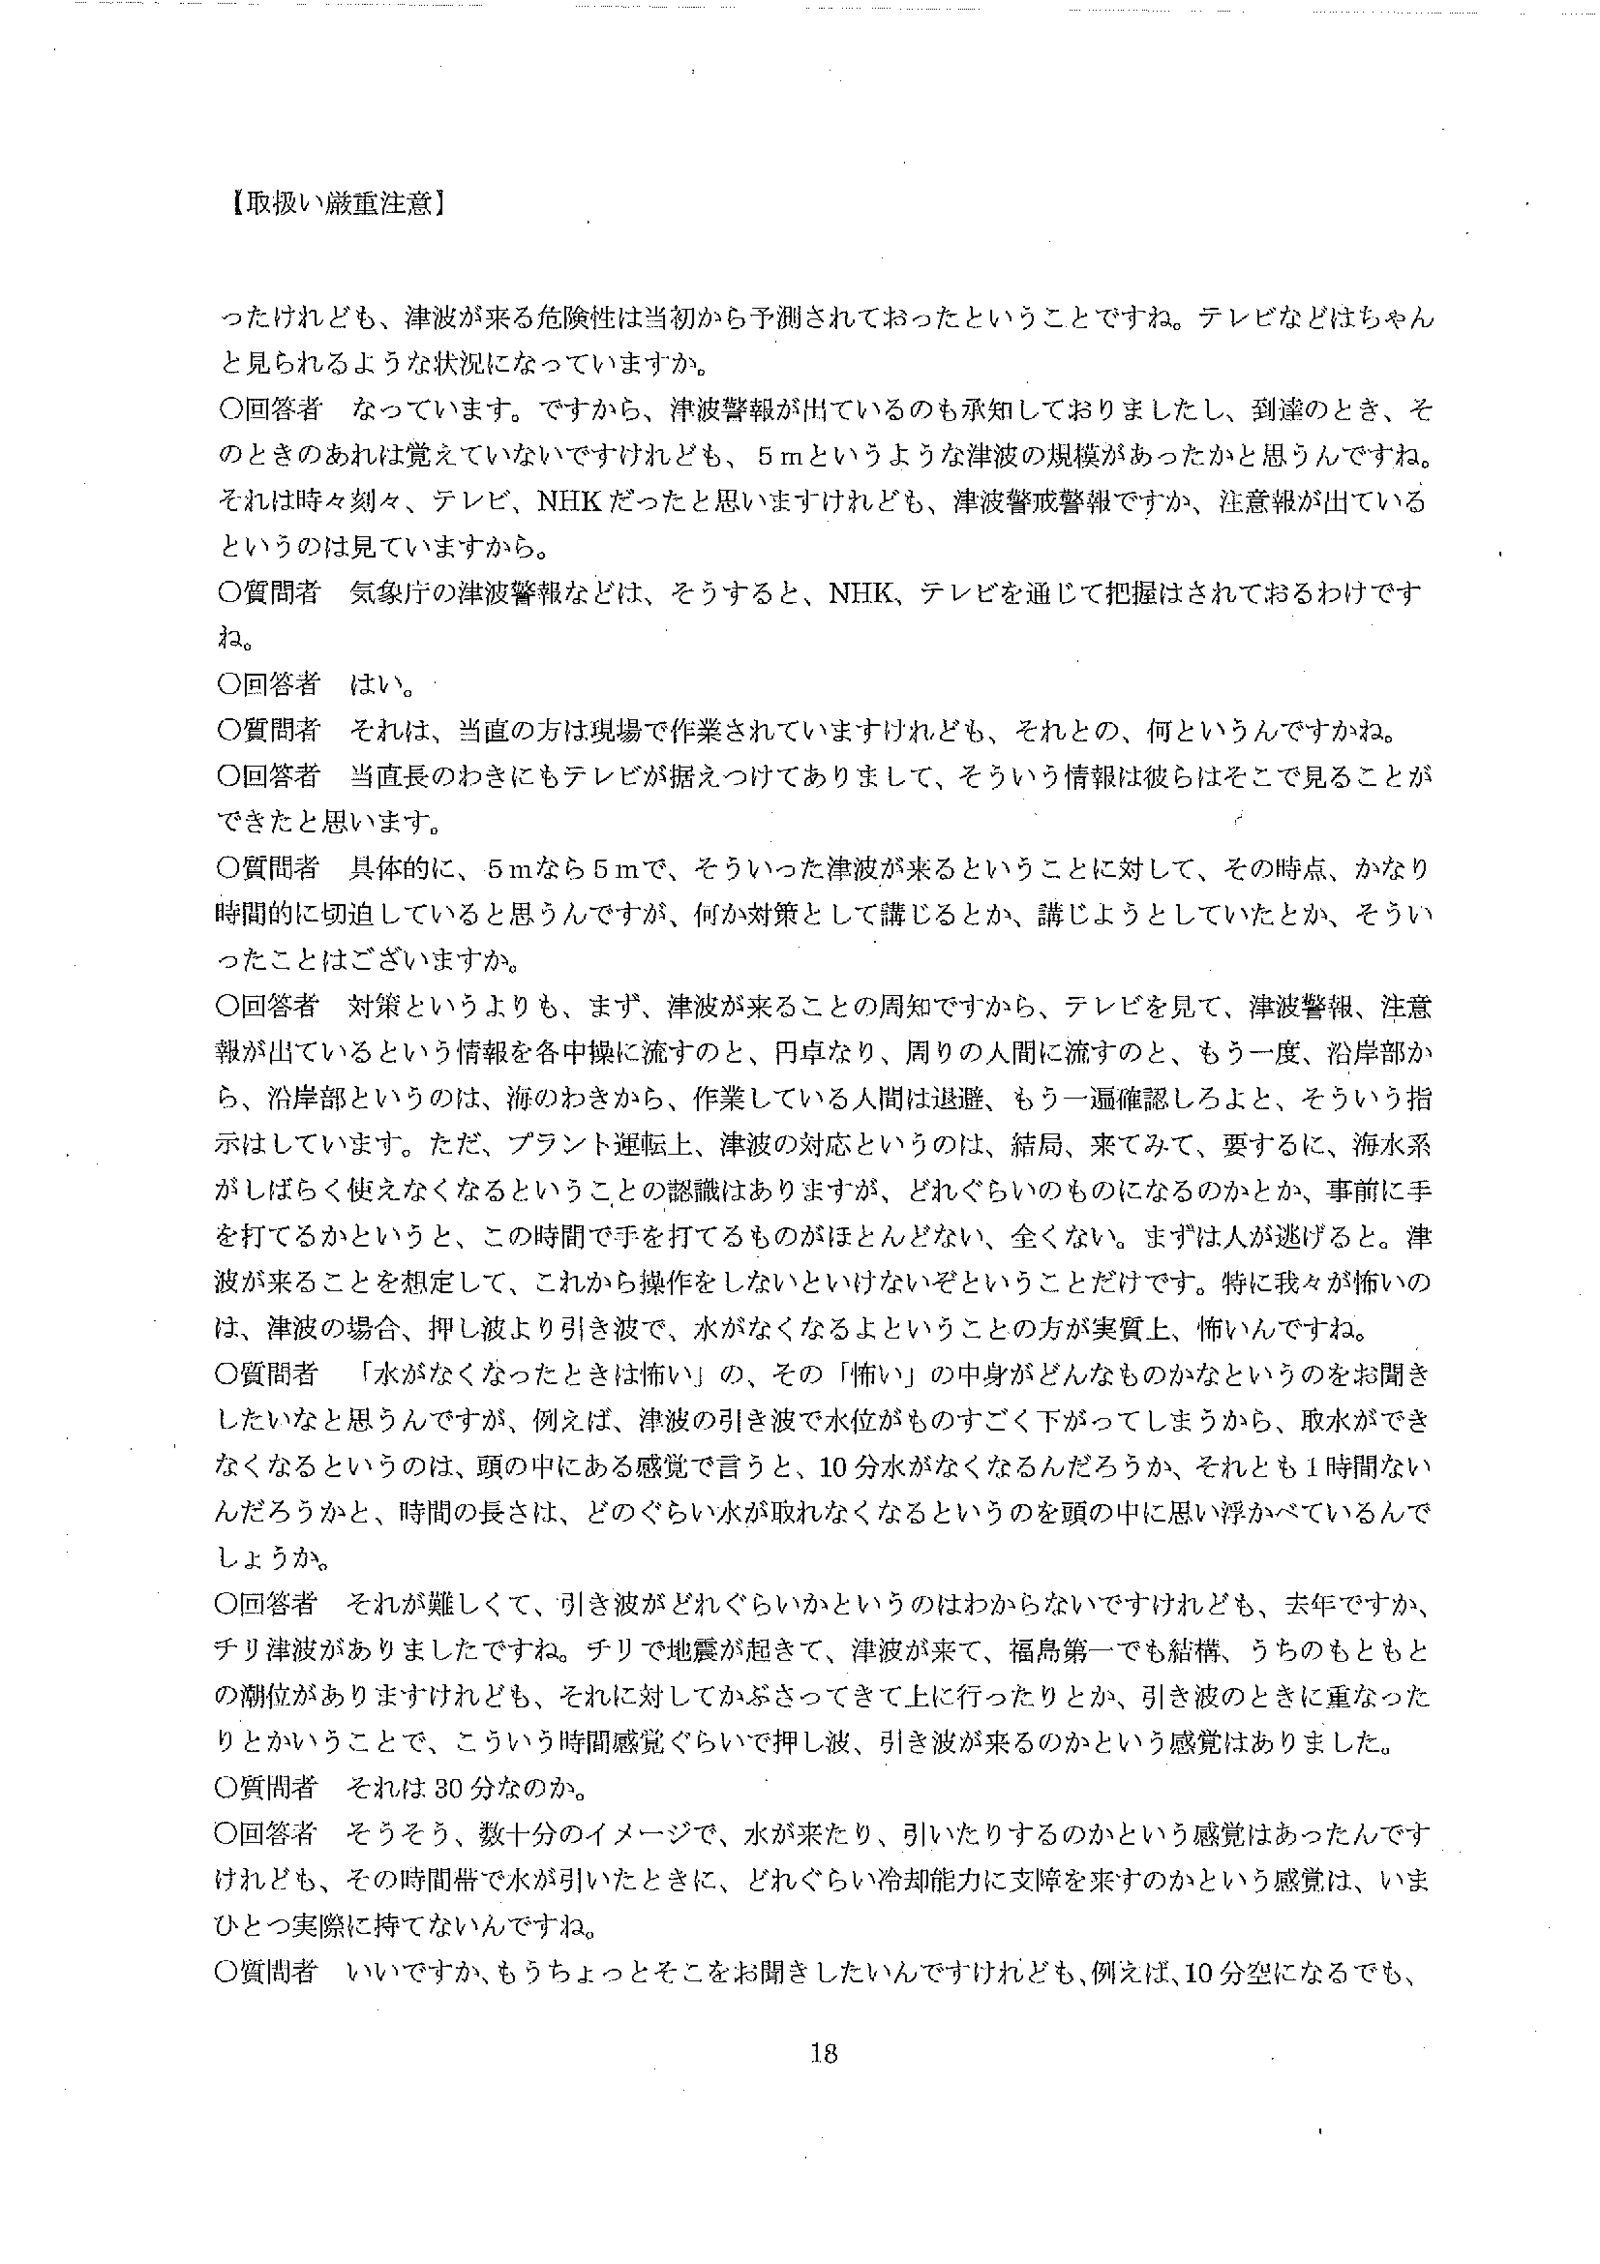 【取扱い厳重注意】
ったけれども、津波が来る危険性は当初から予測されておったということですね。テレビなどはちゃん
と見られるような状況になっていますか。
〇回答者　なっています。ですから、津波警報が出ているのも承知しておりましたし、到達のとき、そ
のときのあれは覚えていないですけれども、5mというような津波の規模があったかと思うんですね。
それは時々刻々、テレビ、NHKだったと思いますけれども、津波警戒警報ですか、注意報が出ている
というのは見ていますから。
〇質問者　気象庁の津波警報などは、そうすると、NHK、テレビを通じて把握はされておるわけです
ね。
〇回答者　はい。
〇質問者　それは、当直の方は現場で作業されていますけれども、それとの、何というんですかね。
〇回答者　当直長のわきにもテレビが据えつけてありまして、そういう情報は彼らはそこで見ることが
できたと思います。
〇質問者　具体的に、5mなら5mで、そういった津波が来るということに対して、その時点、かなり
時間的に切迫していると思うんですが、何か対策として講じるとか、講じようとしていたとか、そうい
ったことはございますか。
〇回答者　対策というよりも、まず、津波が来ることの周知ですから、テレビを見て、津波警報、注意
報が出ているという情報を各中操に流すのと、円卓なり、周りの人間に流すのと、もう一度、沿岸部か
ら、沿岸部というのは、海のわきから、作業している人間は退避、もう一遍確認しろよと、そういう指
示はしています。ただ、プラント運転上、津波の対応というのは、結局、来てみて、要するに、海水系
がしばらく使えなくなるということの認識はありますが、どれぐらいのものになるのかとか、事前に手
を打てるかというと、この時間で手を打てるものがほとんどない、全くない。まずは人が逃げると。津
波が来ることを想定して、これから操作をしないといけないぞということだけです。特に我々が怖いの
は、津波の場合、押し波より引き波で、水がなくなるよということの方が実質上、怖いんですね。
〇質問者　「水がなくなったときは怖い」の、その「怖い」の中身がどんなものかなというのをお聞き
したいなと思うんですが、例えば、津波の引き波で水位がものすごく下がってしまうから、取水ができ
なくなるというのは、頭の中にある感覚で言うと、10分水がなくなるんだろうか、それとも1時間ない
んだろうかと、時間の長さは、どのぐらい水が取れなくなるというのを頭の中に思い浮かべているんで
しょうか。
〇回答者　それが難しくて、引き波がどれぐらいかというのはわからないですけれども、去年ですか、
チリ津波がありましたですね。チリで地震が起きて、津波が来て、福島第一でも結構、うちのもともと
の潮位がありますけれども、それに対してかぶさってきて上に行ったりとか、引き波のときに重なった
りとかいうことで、こういう時間感覚ぐらいで押し波、引き波が来るのかという感覚はありました。
〇質問者　それは30分なのか。
〇回答者　そうそう、数十分のイメージで、水が来たり、引いたりするのかという感覚はあったんです
けれども、その時間帯で水が引いたときに、どれぐらい冷却能力に支障を来すのかという感覚は、いま
ひとつ実際に持てないんですね。
〇質問者　いいですか、もうちょっとそこをお聞きしたいんですけれども、例えば、10分空になるでも、
18